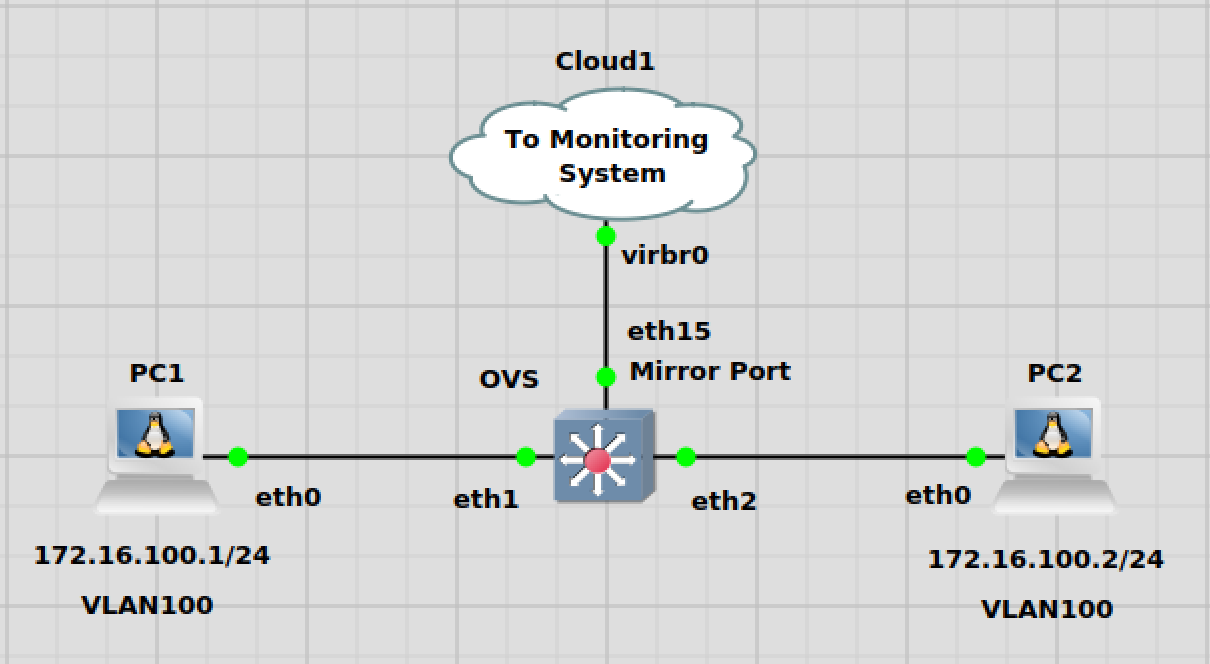 Cloud1
To Monitoring
System
virbr0
eth15
Mirror Port
OVS
PC1
PC2
eth0
eth1
eth2
eth0
172.16.100.1/24
172.16.100.2/24
VLAN100
VLAN100